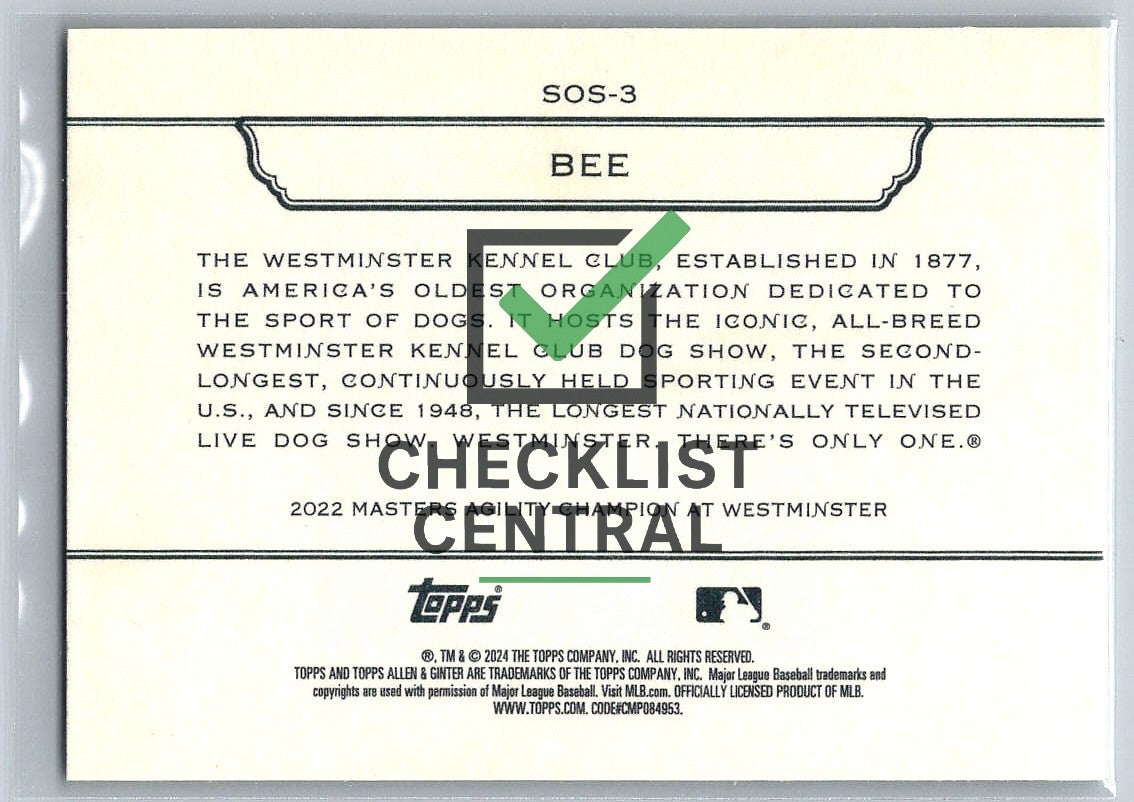 SOS-3
BEE
THE WESTMINSTER KENNEL CLUB, ESTABLISHED IN 1877,
IS AMERICA'S OLDEST ORGANIZATION DEDICATED TO
THE SPORT OF DOGS. IT HOSTS THE ICONIC, ALL-BREED
WESTMINSTER KENNEL CLUB DOG SHOW, THE SECOND-
LONGEST, CONTINUOUSLY HELD SPORTING EVENT IN THE
U.S., AND SINCE 1948, THE LONGEST NATIONALLY TELEVISED
LIVE DOG SHOW. WESTMINSTER. THERE'S ONLY ONE.®
CHECKLIST
2022 MASTERS AGILITY CHAMPION AT WESTMINSTER
CENTRAL
Topps®
®, TM & © 2024 THE TOPPS COMPANY, INC. ALL RIGHTS RESERVED.
TOPPS AND TOPPS ALLEN & GINTER ARE TRADEMARKS OF THE TOPPS COMPANY, INC. Major League Baseball trademarks and
copyrights are used with permission of Major League Baseball. Visit MLB.com. OFFICIALLY LICENSED PRODUCT OF MLB.
WWW.TOPPS.COM. CODE#CMP084953.